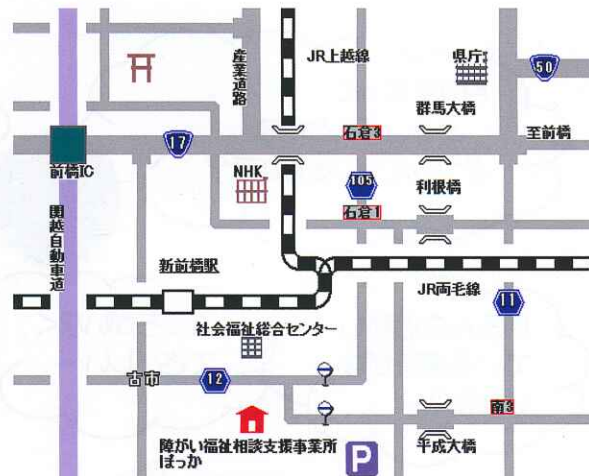 産業道路
JR上越線
県庁
50
群馬大橋
17
石倉3
至前橋
前橋IC
NHK
105
利根橋
石倉1
関越自動車道
新前橋駅
JR両毛線
11
社会福祉総合センター
古市
12
南3
障がい福祉相談支援事業所
ぽっか
P
平成大橋